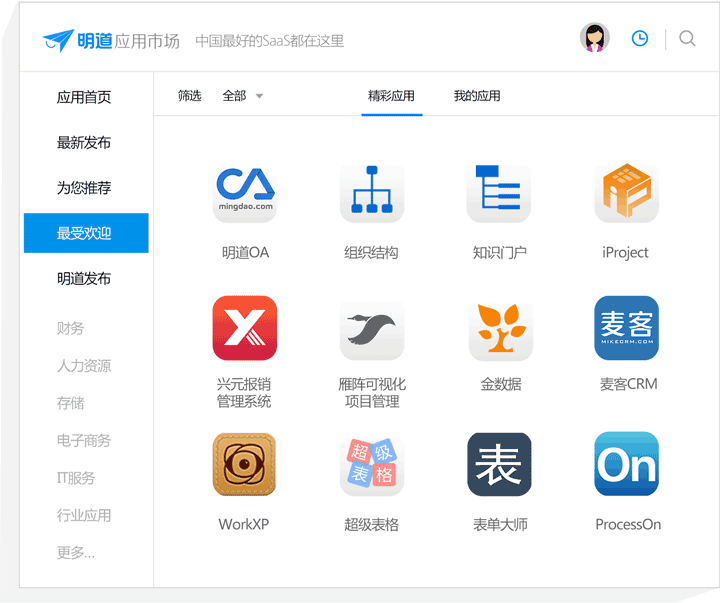 明道应用市场 中国最好的SaaS都在这里
应用首页
最新发布
为您推荐
最受欢迎
明道发布
财务
人力资源
存储
电子商务
IT服务
行业应用
更多...
筛选 全部 精彩应用 我的应用
CA
mingdao.com
iP
明道OA 组织结构 知识门户 iProject
X
麦客
MIKECRM.COM
兴元报销 雁阵可视化 金数据 麦客CRM
管理系统 项目管理
超级
表格
表
On
WorkXP 超级表格 表单大师 ProcessOn